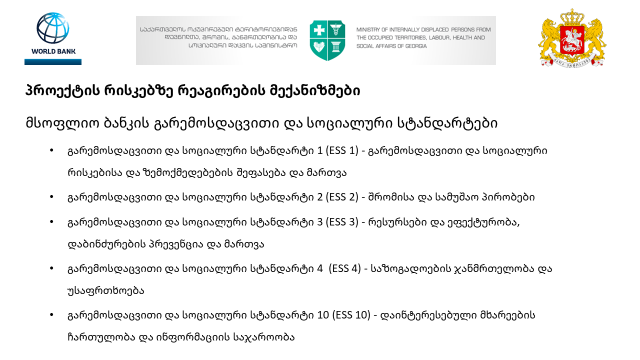 WORLD BANK
საქართველოს ოკუპირებული ტერიტორიებიდან
დევნილთა, შრომის, ჯანმრთელობისა და
სოციალური დაცვის სამინისტრო
MINISTRY OF INTERNALLY DISPLACED PERSONS FROM
THE OCCUPIED TERRITORIES, LABOUR, HEALTH AND
SOCIAL AFFAIRS OF GEORGIA
პროექტის რისკებზე რეაგირების მექანიზმები
მსოფლიო ბანკის გარემოსდაცვითი და სოციალური სტანდარტები
• გარემოსდაცვითი და სოციალური სტანდარტი 1 (ESS 1) - გარემოსდაცვითი და სოციალური
რისკებისა და ზემოქმედებების შეფასება და მართვა
• გარემოსდაცვითი და სოციალური სტანდარტი 2 (ESS 2) - შრომისა და სამუშაო პირობები
• გარემოსდაცვითი და სოციალური სტანდარტი 3 (ESS 3) - რესურსები და ეფექტურობა,
დაბინძურების პრევენცია და მართვა
• გარემოსდაცვითი და სოციალური სტანდარტი 4 (ESS 4) - საზოგადოების ჯანმრთელობა და
უსაფრთხოება
• გარემოსდაცვითი და სოციალური სტანდარტი 10 (ESS 10) - დაინტერესებული მხარეების
ჩართულობა და ინფორმაციის საჯაროობა